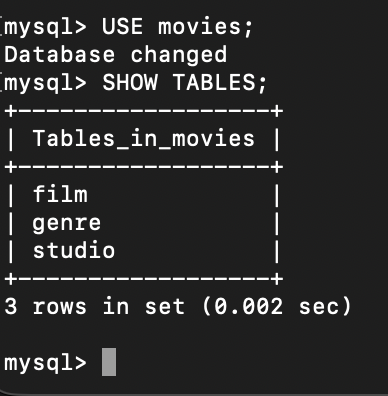 [mysql> USE movies;
Database changed
[mysql> SHOW TABLES;
+------------------+
| Tables_in_movies |
+------------------+
| film             |
| genre            |
| studio           |
+------------------+
3 rows in set (0.002 sec)
mysql>